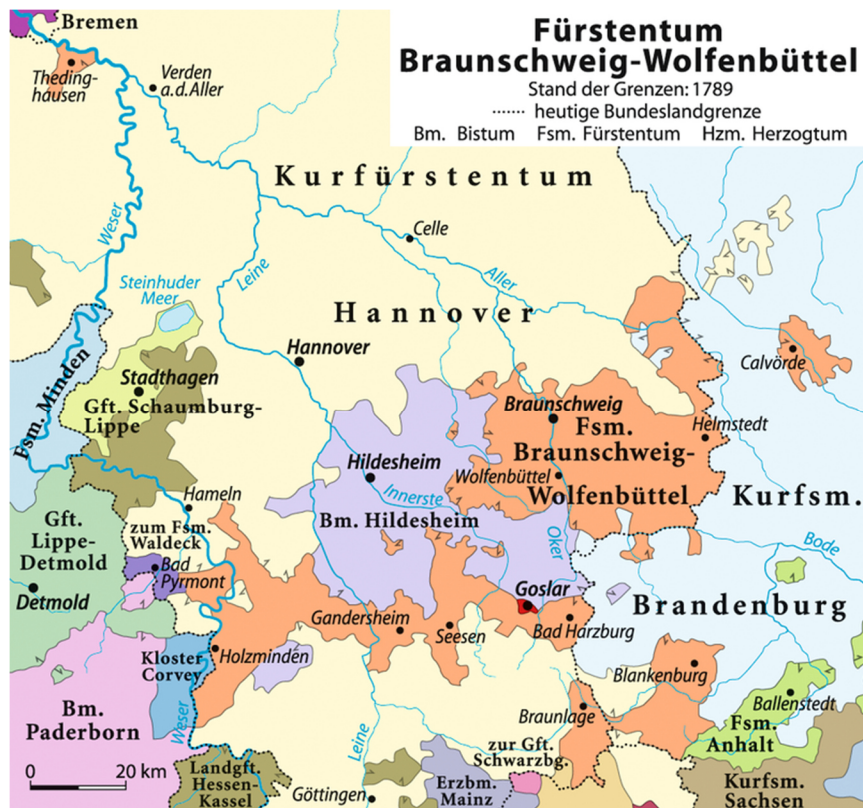 Fürstentum
Braunschweig-Wolfenbüttel
Stand der Grenzen: 1789
heutige Bundeslandgrenze
Bm. Bistum Fsm. Fürstentum Hzm. Herzogtum
Bremen
Theding-
hausen
Verden
a.d.Aller
Kurfürstentum
Weser
Celle
Leine
Aller
Steinhuder
Meer
Hannover
Hannover
Calvörde
Fsm. Minden
Stadthagen
Gft. Schaumburg-
Lippe
Braunschweig
Helmstedt
Fsm.
Braunschweig-
Wolfenbüttel
Hildesheim
Wolfenbüttel
Innerste
Bm. Hildesheim
Kurfsm.
Hameln
Gft.
Lippe-
Detmold
zum Fsm.
Waldeck
Oker
Bode
Bad
Pyrmont
Detmold
Goslar
Brandenburg
Gandersheim
Seesen
Bad Harzburg
Kloster
Corvey
Holzminden
Blankenburg
Bm.
Paderborn
Weser
Leine
Braunlage
Ballenstedt
Fsm.
Anhalt
zur Gft.
Schwarzbg.
0 20 km
Landgft.
Hessen-
Kassel
Göttingen
Erzbm.
Mainz
Kurfsm.
Sachsen